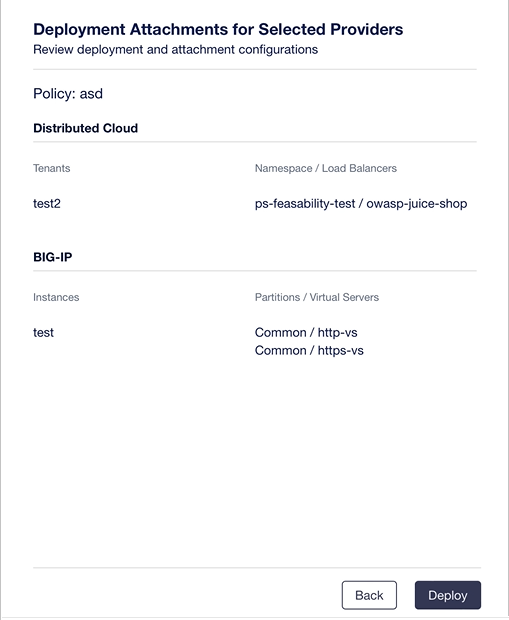 Deployment Attachments for Selected Providers
Review deployment and attachment configurations
Policy: asd
Distributed Cloud
Tenants Namespace / Load Balancers
test2 ps-feasability-test / owasp-juice-shop
BIG-IP
Instances Partitions / Virtual Servers
test Common / http-vs
Common / https-vs
Back Deploy